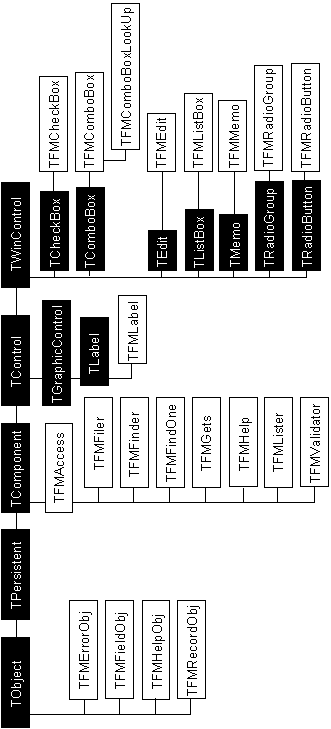 TObject
TPersistent
TComponent
TControl
TWinControl
TFMErrorObj
TFMFieldObj
TFMHelpObj
TFMRecordObj
TFMAccess
TFMFiler
TFMFinder
TFMFindOne
TFMGets
TFMHelp
TFMLister
TFMValidator
TGraphicControl
TLabel
TFMLabel
TCheckBox
TFMCheckBox
TComboBox
TFMComboBox
TFMComboBoxLookUp
TEdit
TFMEdit
TListBox
TFMListBox
TMemo
TFMMemo
TRadioGroup
TFMRadioGroup
TRadioButton
TFMRadioButton